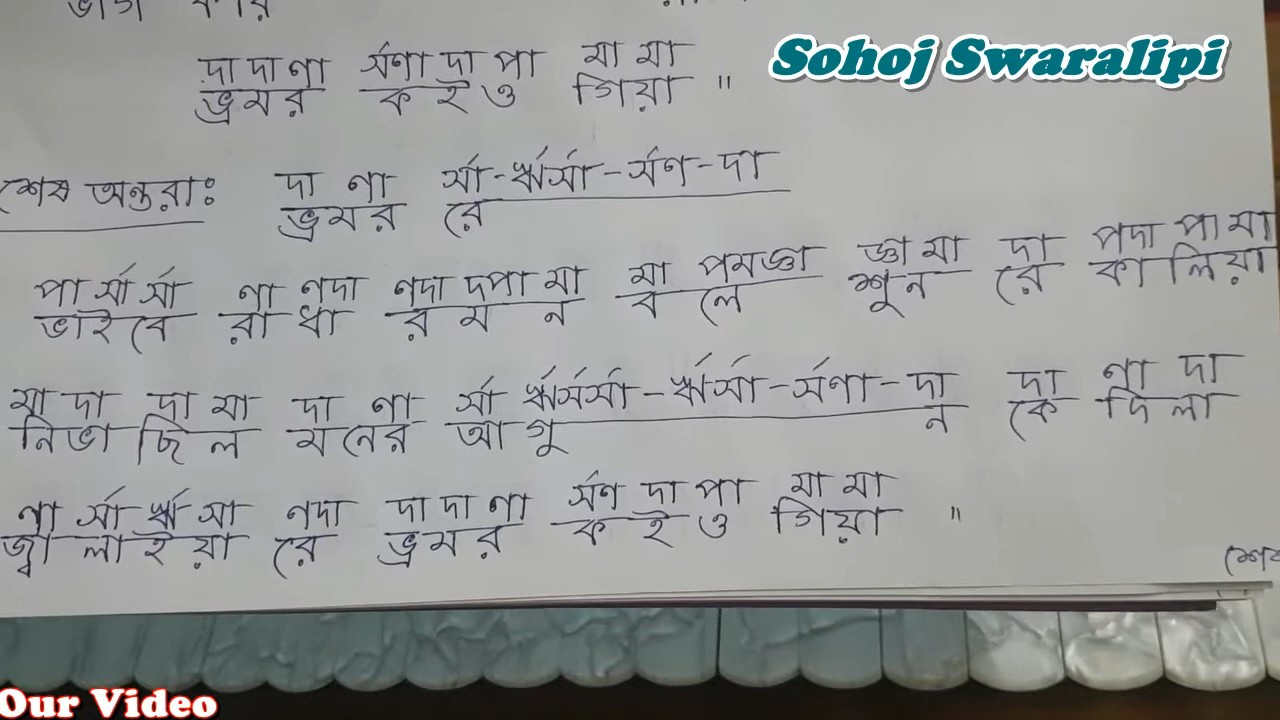 ভাগ করি
দা দা ণা র্সণা দা পা মা মা
ভ্রমর কইও গিয়া "
Sohoj Swaralipi
শেষ অন্তরাঃ দা ণা র্সা-র্ঋর্সা-র্সণ-দা
ভ্রমর রে
পা র্সা র্সা ণা ণদা ণদা দপা মা মা পমজ্ঞা জ্ঞা মা দা পদা পা মা
ভাইবে রাধা রমন বলে শুন রে কালিয়া
মা দা দা মা দা ণা র্সা র্ঋর্সর্সা-র্ঋর্সা-র্সণা-দা দা ণা দা
নিভা ছিল মনের আগু ন কে দিলা
ণা র্সা র্ঋা সা ণদা দা দা ণা র্সণ দা পা মা মা
জ্বালাইয়া রে ভ্রমর কইও গিয়া "
শেষ
Our Video